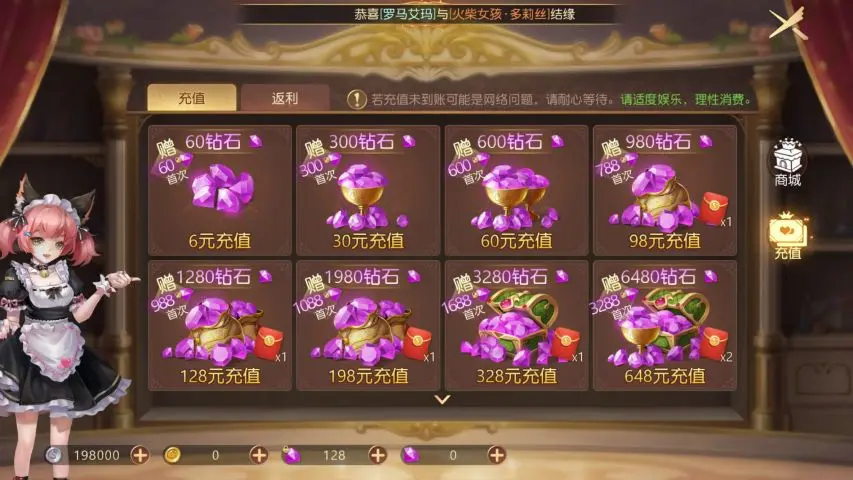 恭喜[罗马艾玛]与[火柴女孩·多莉丝]结缘
充值
返利
若充值未到账可能是网络问题。请耐心等待。请适度娱乐，理性消费。
赠
60
首次
60钻石
6元充值
赠
300
首次
300钻石
30元充值
赠
600
首次
600钻石
60元充值
赠
788
首次
980钻石
x1
98元充值
商城
充值
赠
988
首次
1280钻石
x1
128元充值
赠
1088
首次
1980钻石
x1
198元充值
赠
1688
首次
3280钻石
x1
328元充值
赠
3288
首次
6480钻石
x2
648元充值
198000
0
128
0